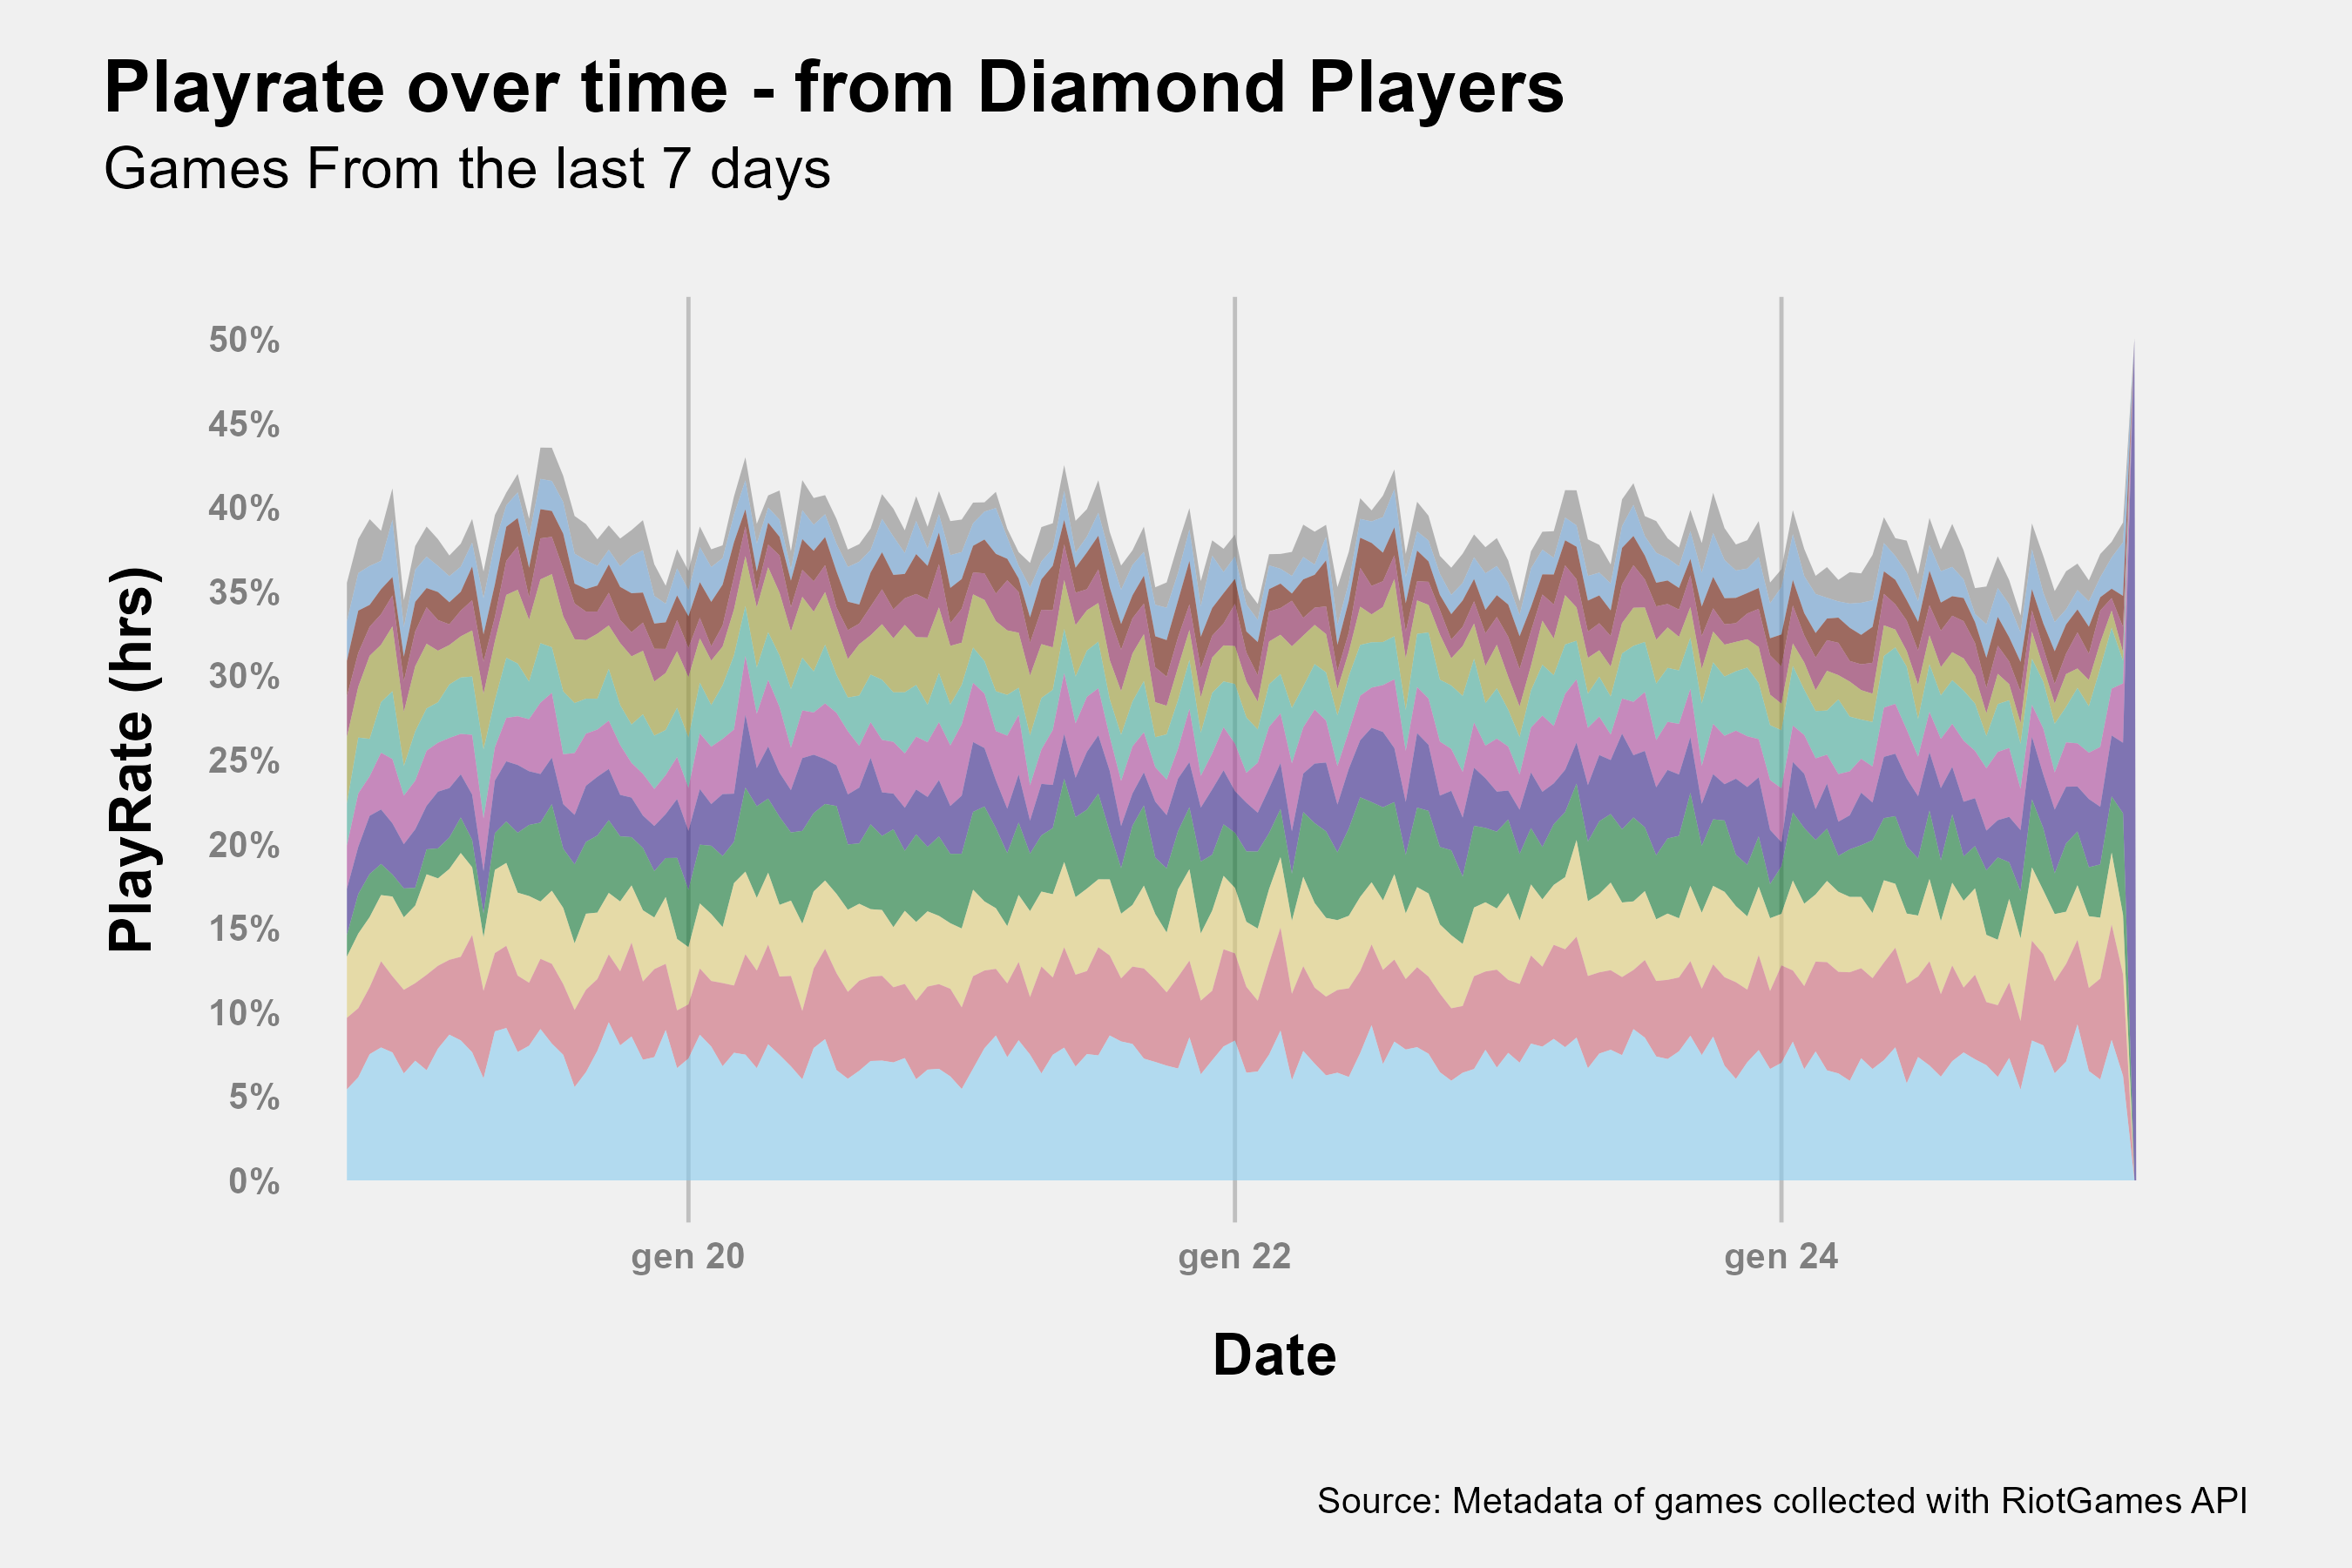 Playrate over time - from Diamond Players
Games From the last 7 days
PlayRate (hrs)
50%
45%
40%
35%
30%
25%
20%
15%
10%
5%
0%
gen 20 gen 22 gen 24
Date
Source: Metadata of games collected with RiotGames API